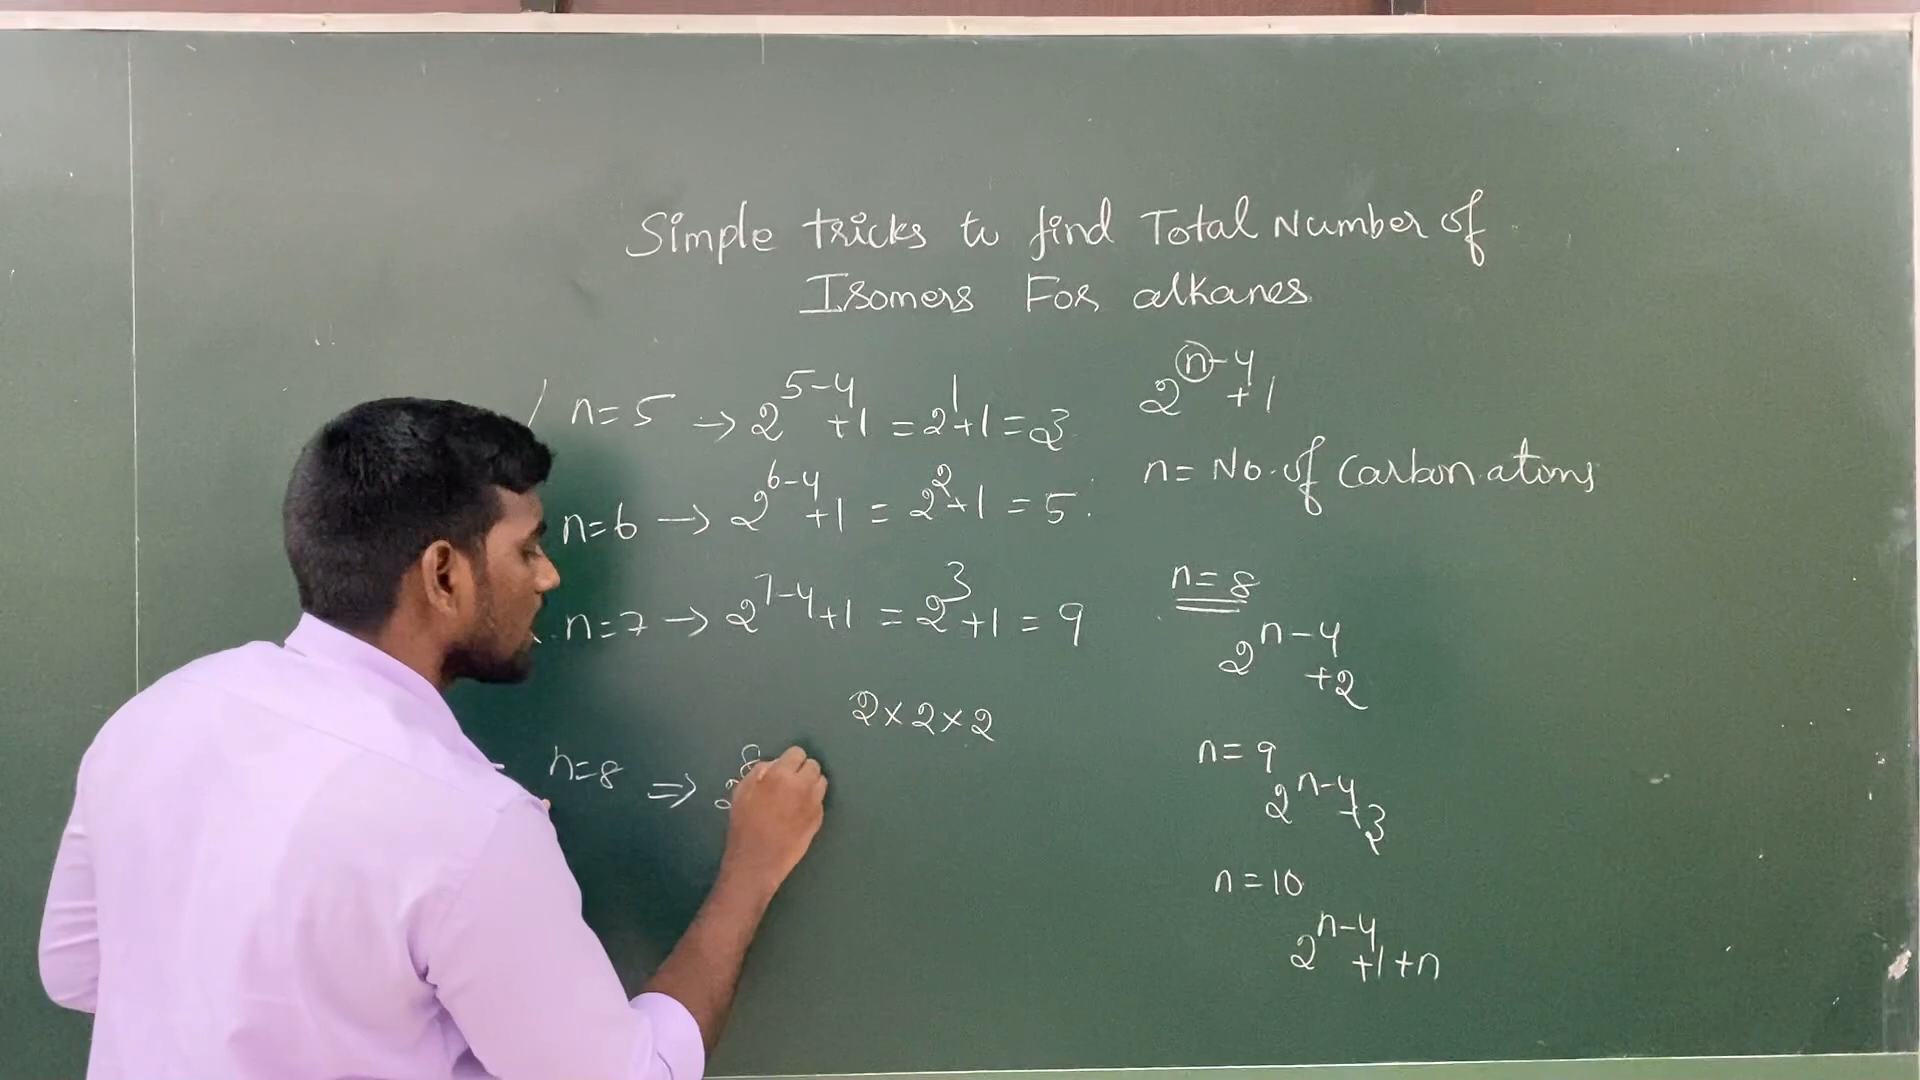 Simple tricks to find Total Number of
Isomers For alkanes
n=5 → 2^(5-4)+1 = 2^1+1 = 3
n=6 → 2^(6-4)+1 = 2^2+1 = 5
n=7 → 2^(7-4)+1 = 2^3+1 = 9
2×2×2
n=8 ⇒ 2^8
2^(n-4)+1
n= No. of Carbon atoms
n=8
2^(n-4)+2
n=9
2^(n-4)+3
n=10
2^(n-4)+1+n